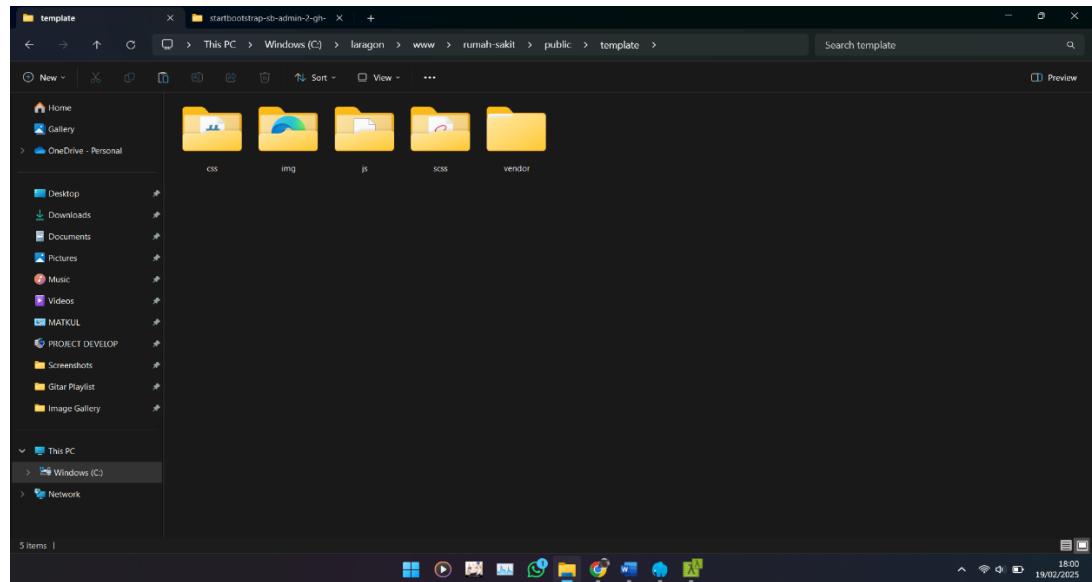 template
startbootstrap-sb-admin-2-gh-
This PC > Windows (C:) > laragon > www > rumah-sakit > public > template >
Search template
New
Sort
View
Preview
Home
Gallery
OneDrive - Personal
css
img
js
scss
vendor
Desktop
Downloads
Documents
Pictures
Music
Videos
MATKUL
PROJECT DEVELOP
Screenshots
Gitar Playlist
Image Gallery
This PC
Windows (C:)
Network
5 items
18:00
19/02/2025